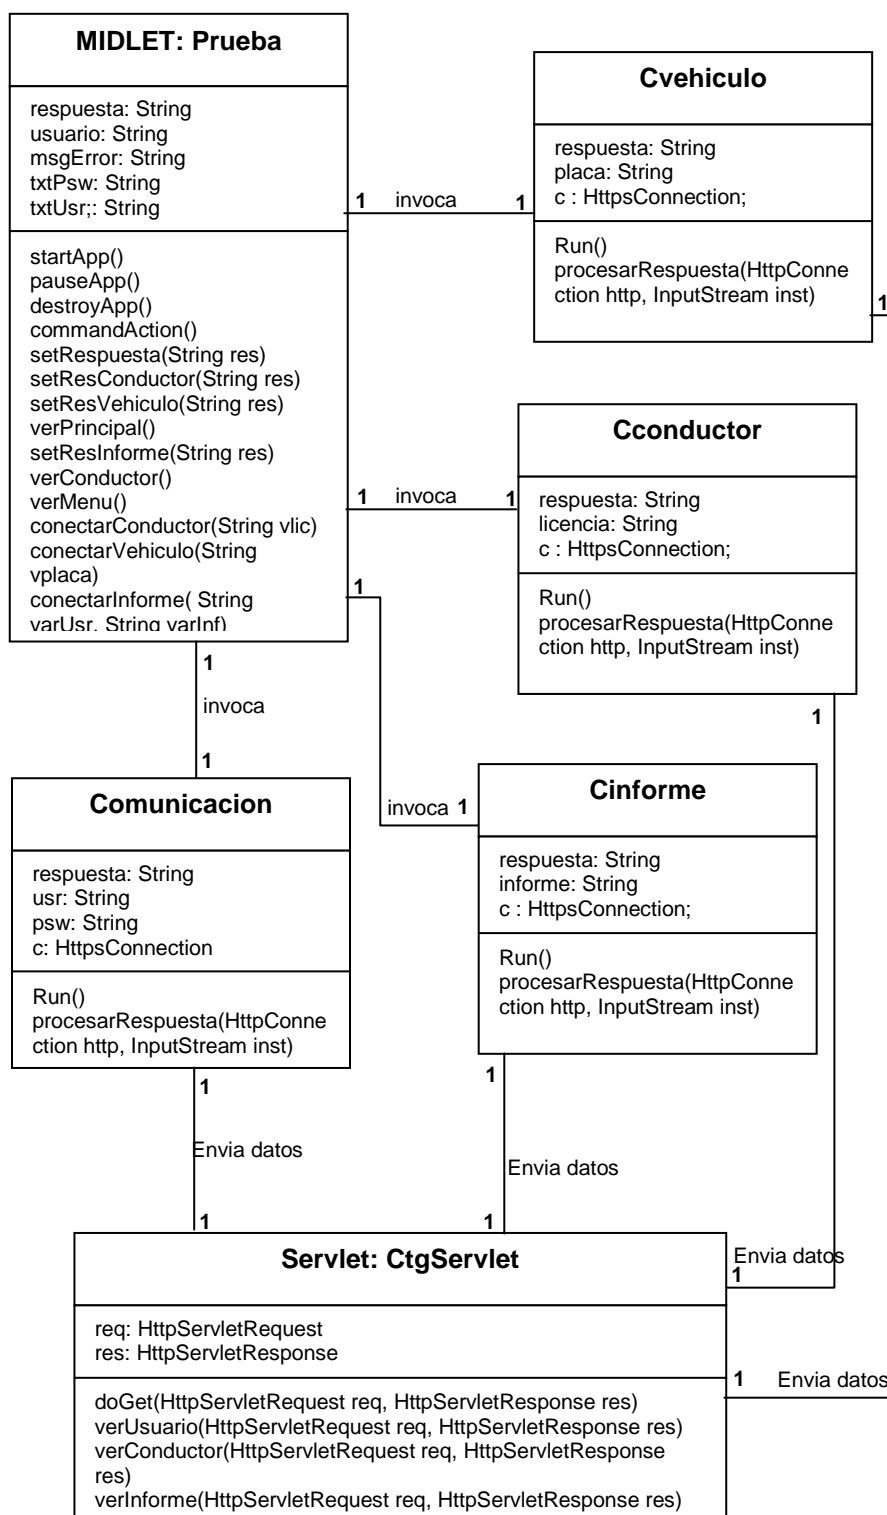 MIDLET: Prueba
respuesta: String
usuario: String
msgError: String
txtPsw: String
txtUsr;: String
startApp()
pauseApp()
destroyApp()
commandAction()
setRespuesta(String res)
setResConductor(String res)
setResVehiculo(String res)
verPrincipal()
setResInforme(String res)
verConductor()
verMenu()
conectarConductor(String vlic)
conectarVehiculo(String
vplaca)
conectarInforme( String
varUsr, String varInf)
1 invoca 1
Cvehiculo
respuesta: String
placa: String
c : HttpsConnection;
Run()
procesarRespuesta(HttpConne
ction http, InputStream inst)
1
1 invoca 1
Cconductor
respuesta: String
licencia: String
c : HttpsConnection;
Run()
procesarRespuesta(HttpConne
ction http, InputStream inst)
1
1
invoca 1
1
invoca
1
Comunicacion
respuesta: String
usr: String
psw: String
c: HttpsConnection
Run()
procesarRespuesta(HttpConne
ction http, InputStream inst)
Cinforme
respuesta: String
informe: String
c : HttpsConnection;
Run()
procesarRespuesta(HttpConne
ction http, InputStream inst)
1
Envia datos
1
1
Envia datos
1
Envia datos
1
1 Envia datos
Servlet: CtgServlet
req: HttpServletRequest
res: HttpServletResponse
doGet(HttpServletRequest req, HttpServletResponse res)
verUsuario(HttpServletRequest req, HttpServletResponse res)
verConductor(HttpServletRequest req, HttpServletResponse
res)
verInforme(HttpServletRequest req, HttpServletResponse res)